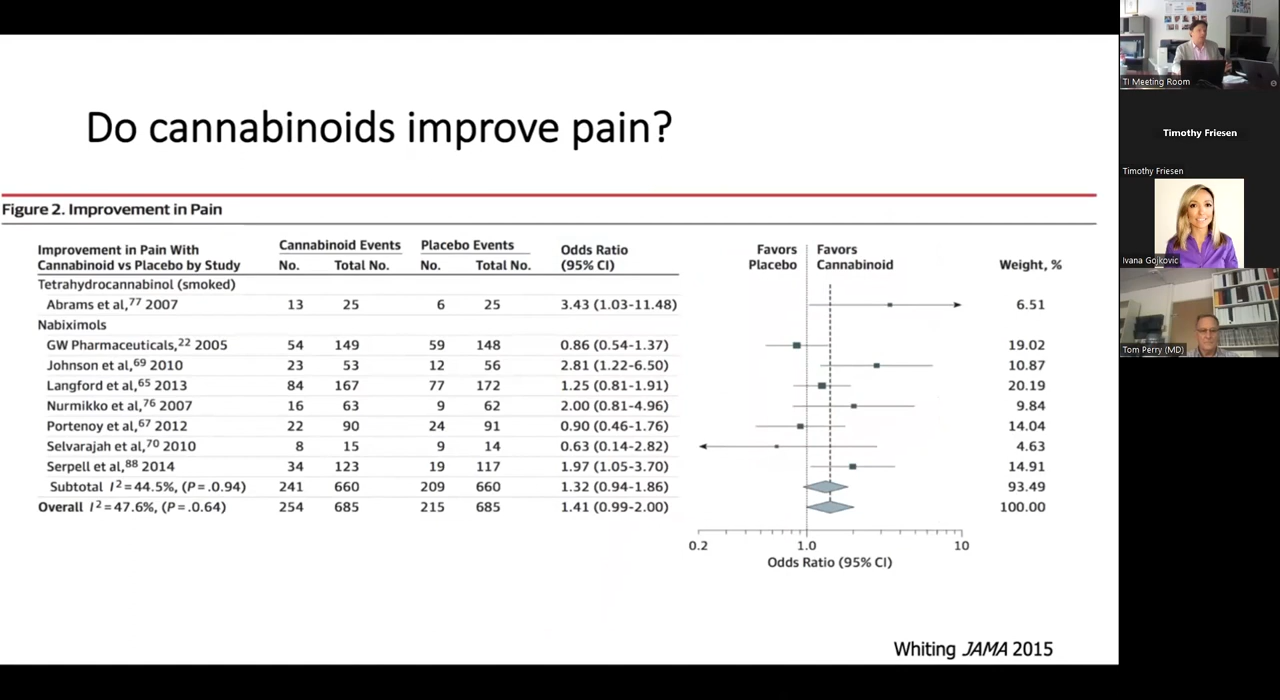 Do cannabinoids improve pain?
Figure 2. Improvement in Pain
Improvement in Pain With Cannabinoid Events Placebo Events Odds Ratio Favors Favors
Cannabinoid vs Placebo by Study No. Total No. No. Total No. (95% CI) Placebo Cannabinoid Weight, %
Tetrahydrocannabinol (smoked)
Abrams et al,77 2007 13 25 6 25 3.43 (1.03-11.48) 6.51
Nabiximols
GW Pharmaceuticals,22 2005 54 149 59 148 0.86 (0.54-1.37) 19.02
Johnson et al,69 2010 23 53 12 56 2.81 (1.22-6.50) 10.87
Langford et al,65 2013 84 167 77 172 1.25 (0.81-1.91) 20.19
Nurmikko et al,76 2007 16 63 9 62 2.00 (0.81-4.96) 9.84
Portenoy et al,67 2012 22 90 24 91 0.90 (0.46-1.76) 14.04
Selvarajah et al,70 2010 8 15 9 14 0.63 (0.14-2.82) 4.63
Serpell et al,88 2014 34 123 19 117 1.97 (1.05-3.70) 14.91
Subtotal I2=44.5%, (P=.0.94) 241 660 209 660 1.32 (0.94-1.86) 93.49
Overall I2=47.6%, (P=.0.64) 254 685 215 685 1.41 (0.99-2.00) 100.00
0.2 1.0 10
Odds Ratio (95% CI)
Whiting JAMA 2015
TI Meeting Room
Timothy Friesen
Timothy Friesen
Ivana Gojkovic
Tom Perry (MD)